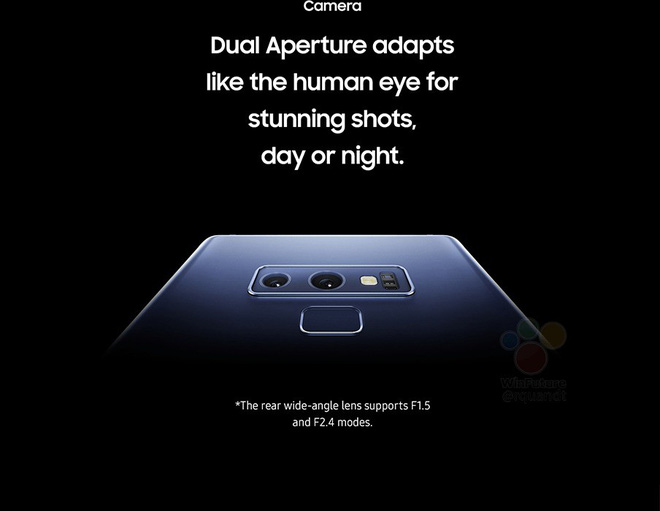 Camera
Dual Aperture adapts
like the human eye for
stunning shots,
day or night.
*The rear wide-angle lens supports F1.5
and F2.4 modes.
WinFuture
@rquandt